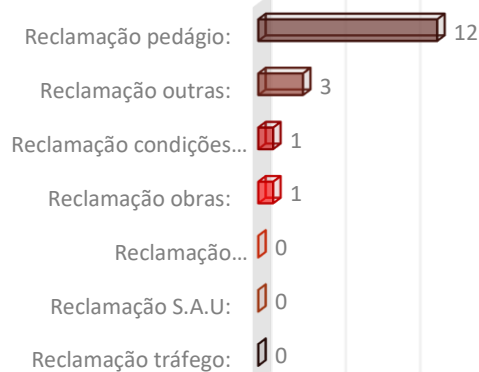 Reclamação pedágio: 12
Reclamação outras: 3
Reclamação condições... 1
Reclamação obras: 1
Reclamação... 0
Reclamação S.A.U: 0
Reclamação tráfego: 0